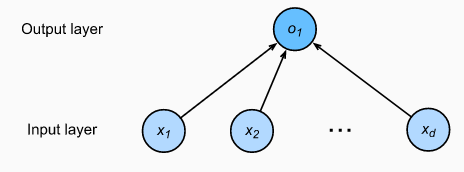 Output layer
o1
Input layer
x1 x2 ... xd